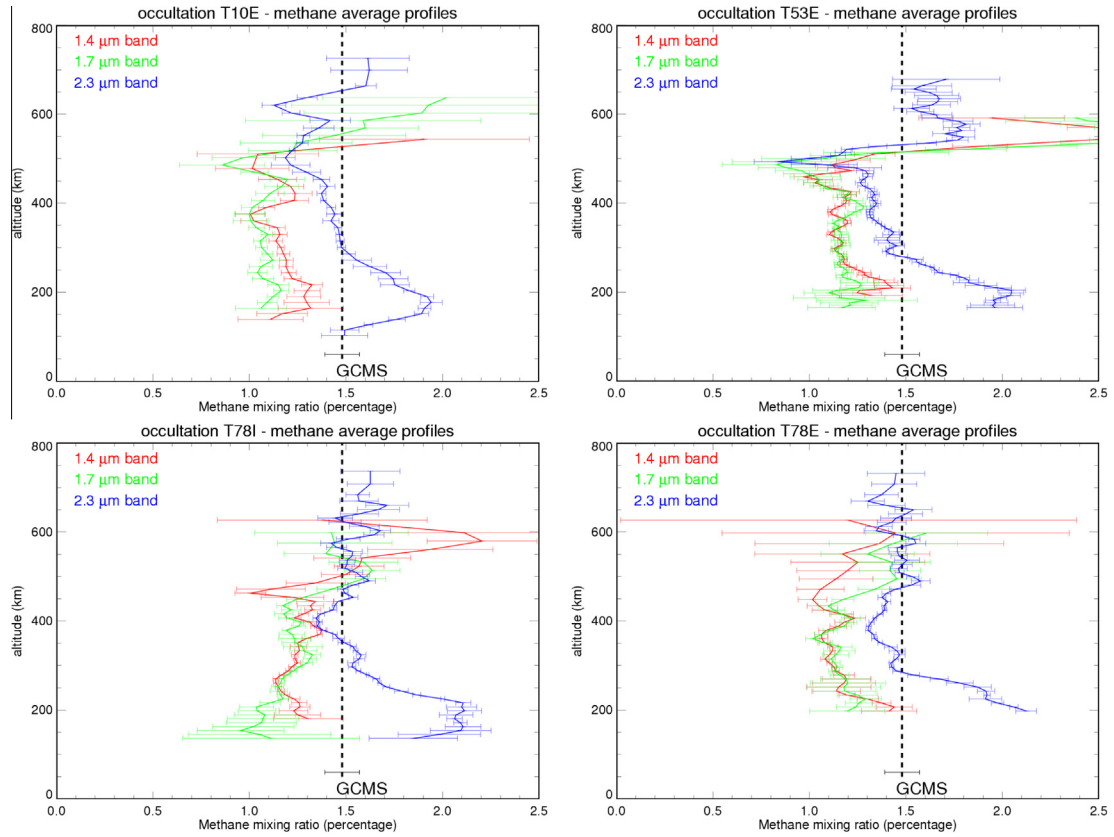 occultation T10E - methane average profiles
800
600
400
200
0
altitude (km)
1.4 μm band
1.7 μm band
2.3 μm band
GCMS
0.0 0.5 1.0 1.5 2.0 2.5
Methane mixing ratio (percentage)
occultation T53E - methane average profiles
800
600
400
200
0
altitude (km)
1.4 μm band
1.7 μm band
2.3 μm band
GCMS
0.0 0.5 1.0 1.5 2.0 2.5
Methane mixing ratio (percentage)
occultation T78I - methane average profiles
800
600
400
200
0
altitude (km)
1.4 μm band
1.7 μm band
2.3 μm band
GCMS
0.0 0.5 1.0 1.5 2.0 2.5
Methane mixing ratio (percentage)
occultation T78E - methane average profiles
800
600
400
200
0
altitude (km)
1.4 μm band
1.7 μm band
2.3 μm band
GCMS
0.0 0.5 1.0 1.5 2.0 2.5
Methane mixing ratio (percentage)